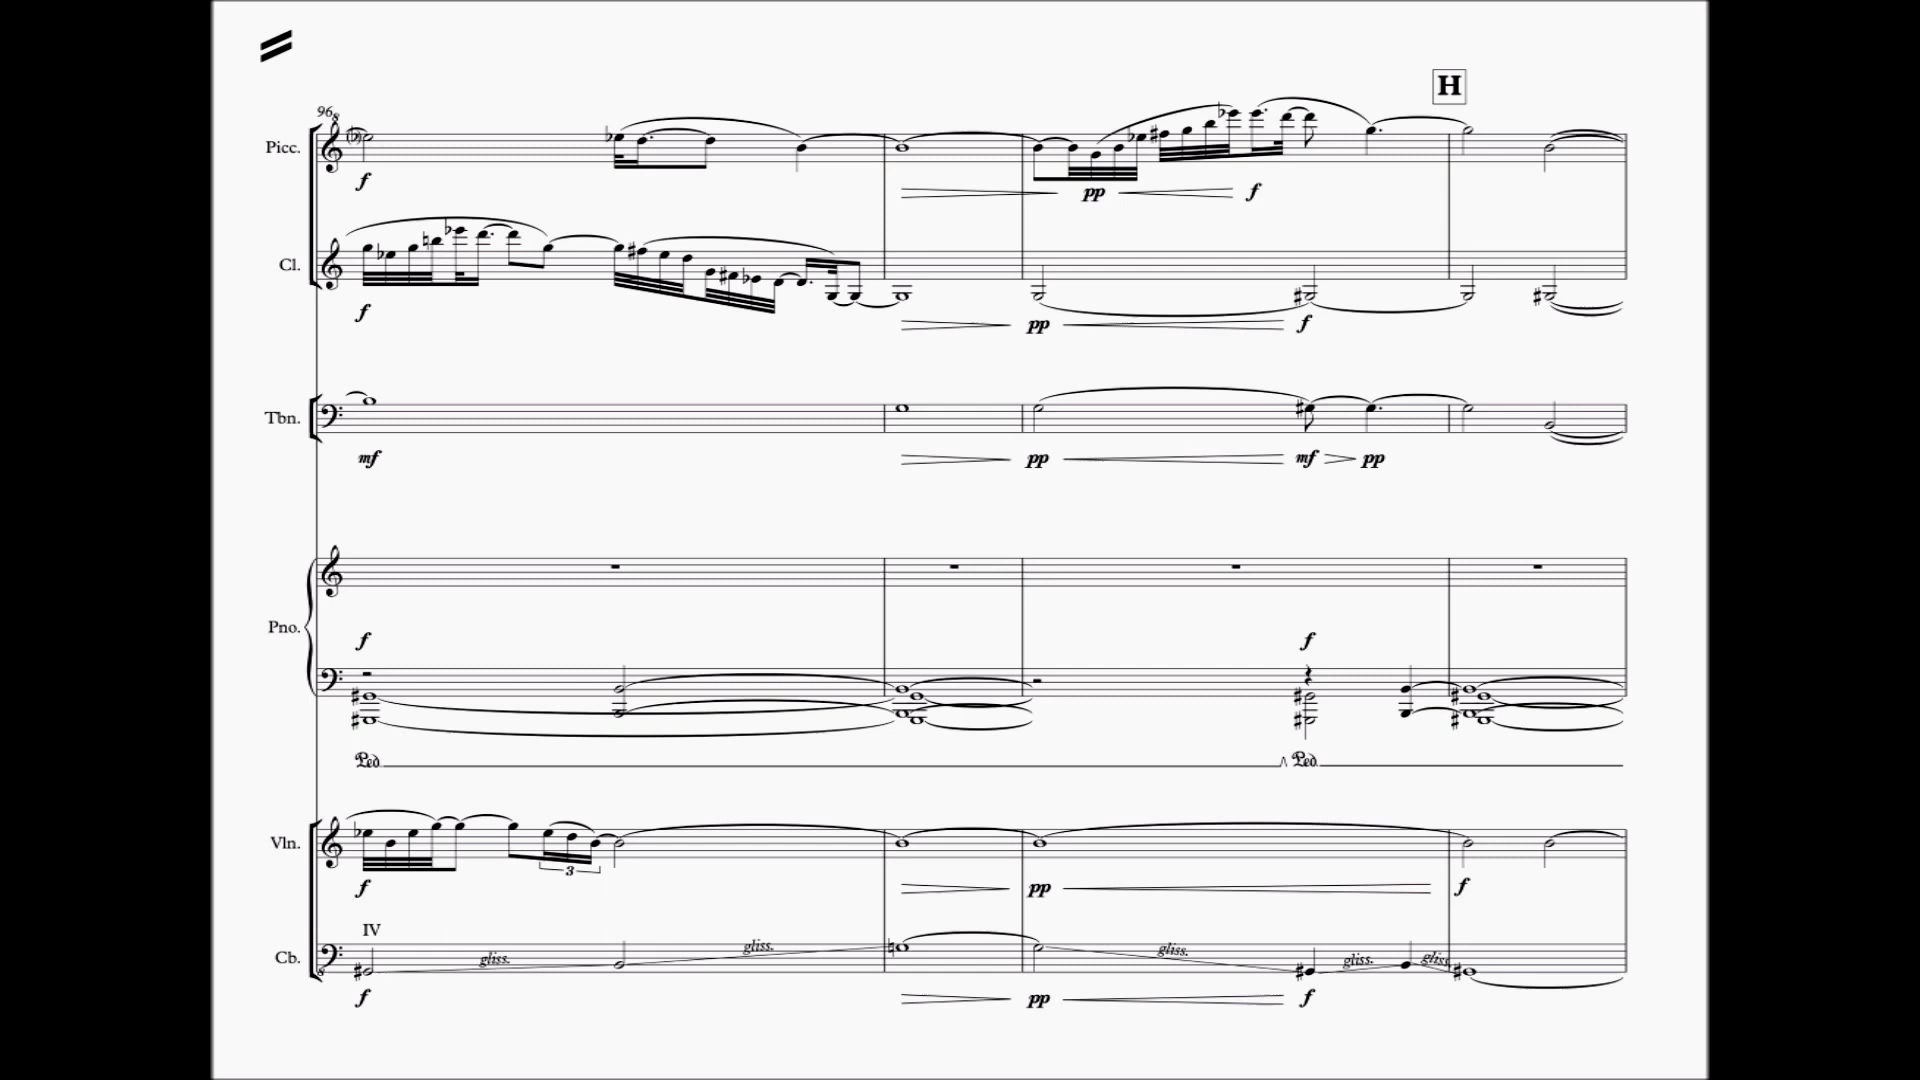 H
96
Picc.
f
pp
f
Cl.
f
pp
f
Tbn.
mf
pp
mf
pp
Pno.
f
f
Ped
Ped
Vln.
3
f
pp
f
IV
Cb.
gliss.
gliss.
gliss.
gliss.
gliss.
f
pp
f